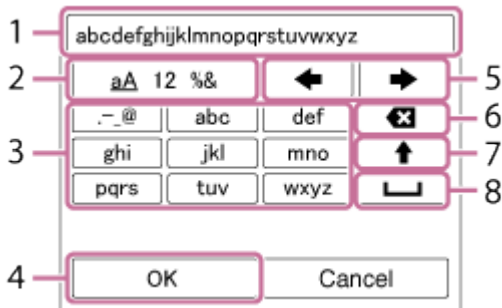 1 abcdefghijklmnopqrstuvwxyz
2 aA 12 %& 5
.-_@ abc def 6
3 ghi jkl mno 7
pqrs tuv wxyz 8
4 OK Cancel